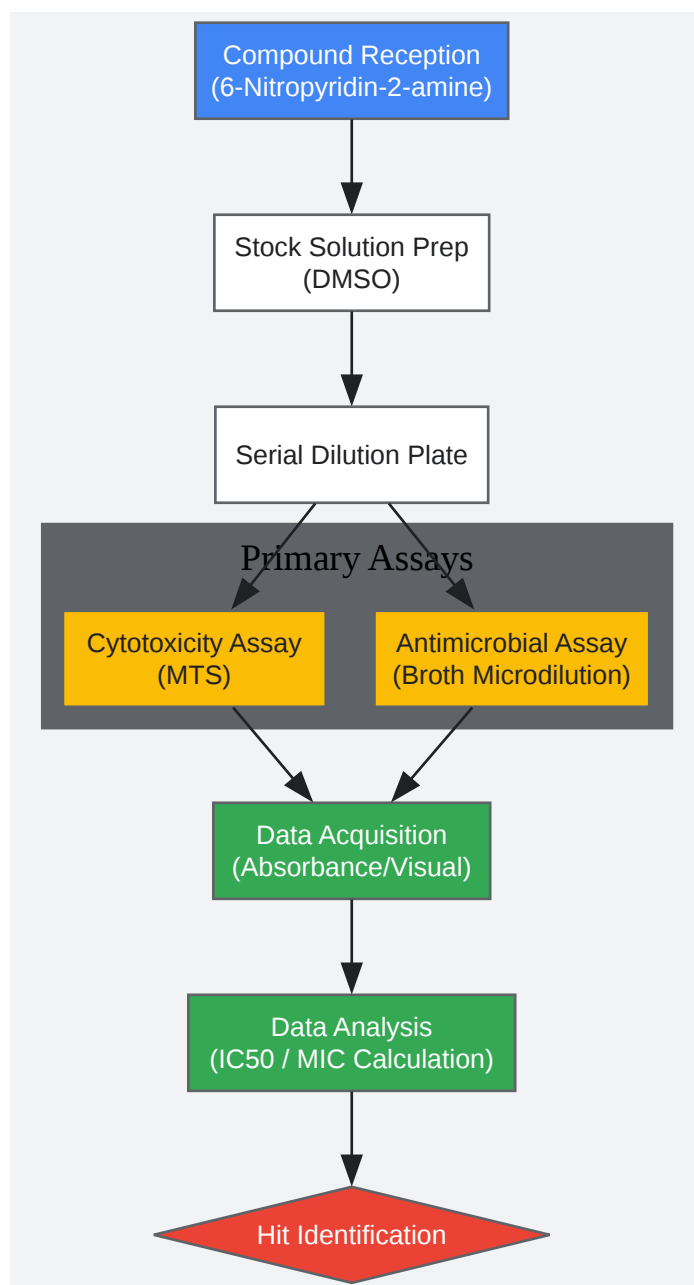 Compound Reception
(6-Nitropyridin-2-amine)
Stock Solution Prep
(DMSO)
Serial Dilution Plate
Primary Assays
Cytotoxicity Assay
(MTS)
Antimicrobial Assay
(Broth Microdilution)
Data Acquisition
(Absorbance/Visual)
Data Analysis
(IC50 / MIC Calculation)
Hit Identification